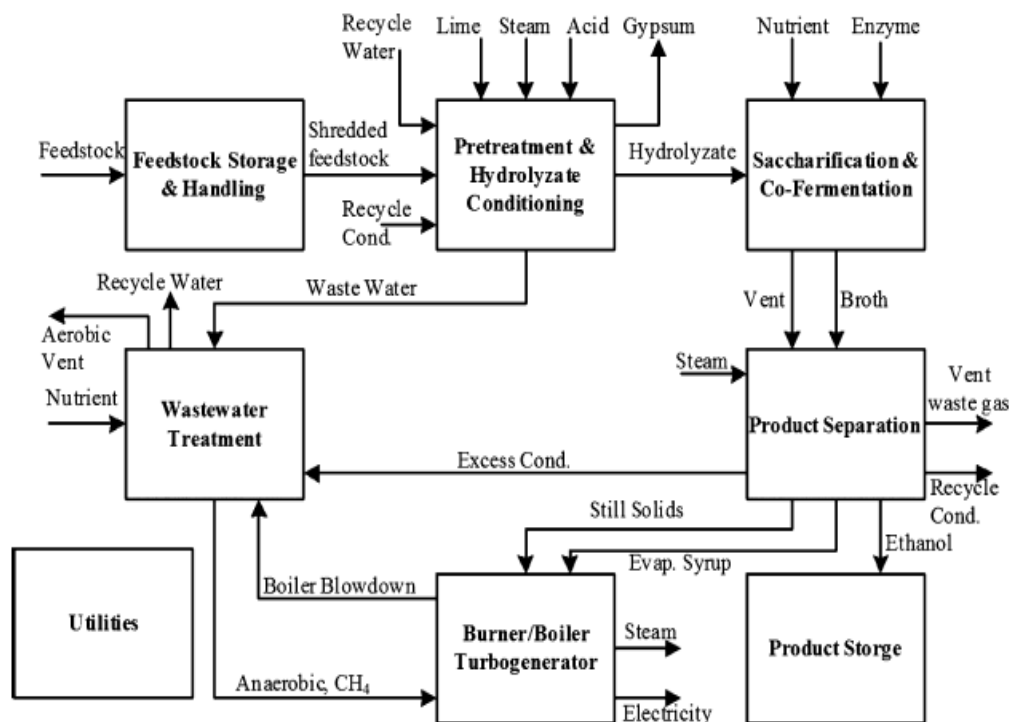 Recycle
Water
Lime
Steam
Acid
Gypsum
Nutrient
Enzyme
Feedstock
Feedstock Storage
& Handling
Shredded
feedstock
Recycle
Cond.
Pretreatment &
Hydrolyzate
Conditioning
Hydrolyzate
Saccharification &
Co-Fermentation
Recycle Water
Waste Water
Vent
Broth
Aerobic
Vent
Nutrient
Wastewater
Treatment
Steam
Product Separation
Vent
waste gas
Excess Cond.
Recycle
Cond.
Still Solids
Ethanol
Evap. Syrup
Utilities
Boiler Blowdown
Burner/Boiler
Turbogenerator
Steam
Product Storge
Anaerobic, CH₄
Electricity